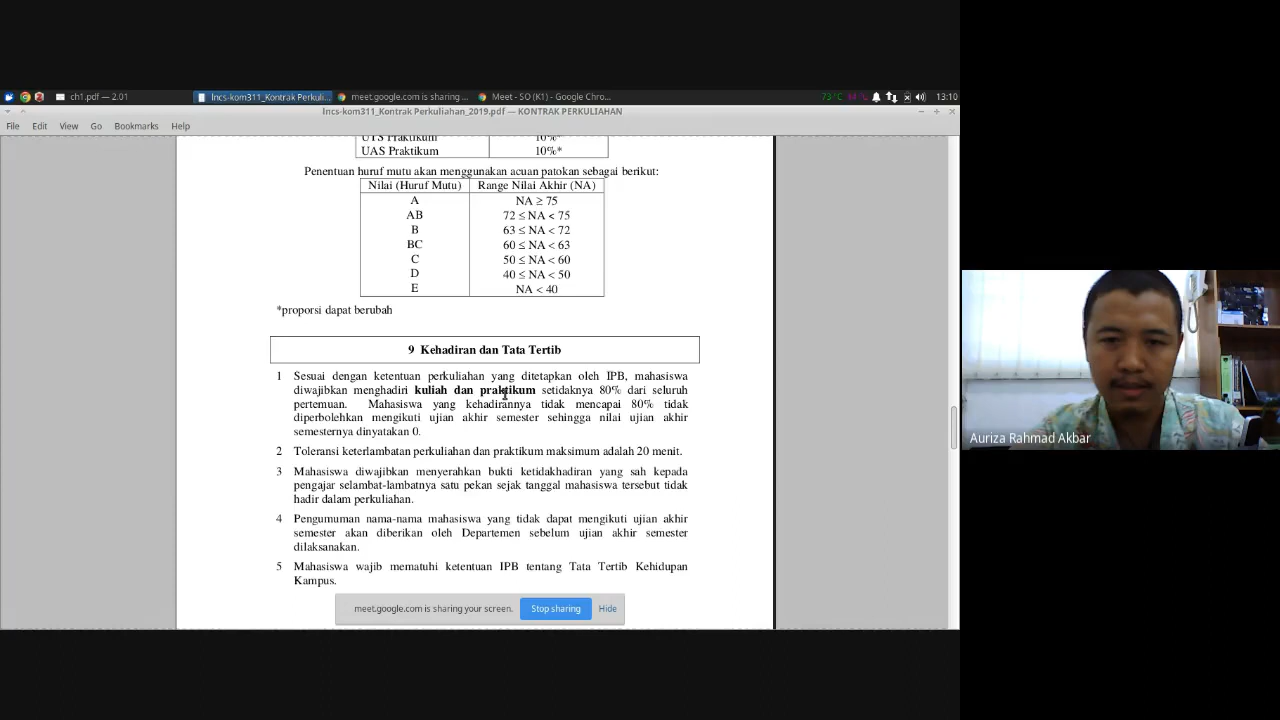 ch1.pdf — 2.01
lncs-kom311_Kontrak Perkuli...
meet.google.com is sharing ...
Meet - SO (K1) - Google Chro...
73°C
13:10
lncs-kom311_Kontrak Perkuliahan_2019.pdf — KONTRAK PERKULIAHAN
File Edit View Go Bookmarks Help
UTS Praktikum 10%*
UAS Praktikum 10%*
Penentuan huruf mutu akan menggunakan acuan patokan sebagai berikut:
Nilai (Huruf Mutu) Range Nilai Akhir (NA)
A NA ≥ 75
AB 72 ≤ NA < 75
B 63 ≤ NA < 72
BC 60 ≤ NA < 63
C 50 ≤ NA < 60
D 40 ≤ NA < 50
E NA < 40
*proporsi dapat berubah
9 Kehadiran dan Tata Tertib
1 Sesuai dengan ketentuan perkuliahan yang ditetapkan oleh IPB, mahasiswa
diwajibkan menghadiri kuliah dan praktikum setidaknya 80% dari seluruh
pertemuan. Mahasiswa yang kehadirannya tidak mencapai 80% tidak
diperbolehkan mengikuti ujian akhir semester sehingga nilai ujian akhir
semesternya dinyatakan 0.
2 Toleransi keterlambatan perkuliahan dan praktikum maksimum adalah 20 menit.
3 Mahasiswa diwajibkan menyerahkan bukti ketidakhadiran yang sah kepada
pengajar selambat-lambatnya satu pekan sejak tanggal mahasiswa tersebut tidak
hadir dalam perkuliahan.
4 Pengumuman nama-nama mahasiswa yang tidak dapat mengikuti ujian akhir
semester akan diberikan oleh Departemen sebelum ujian akhir semester
dilaksanakan.
5 Mahasiswa wajib mematuhi ketentuan IPB tentang Tata Tertib Kehidupan
Kampus.
meet.google.com is sharing your screen. Stop sharing Hide
Auriza Rahmad Akbar